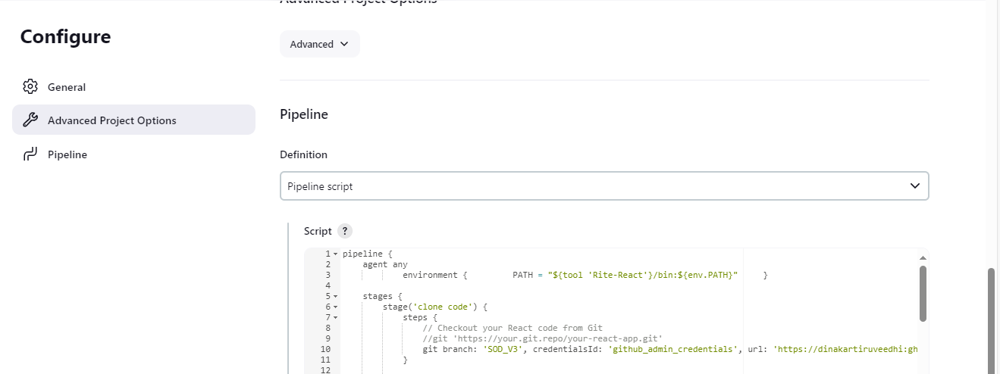 Advanced Project Options
Configure
Advanced
General
Advanced Project Options
Pipeline
Pipeline
Definition
Pipeline script
Script ?
1 pipeline {
2 agent any
3 environment { PATH = "${tool 'Rite-React'}/bin:${env.PATH}" }
4
5 stages {
6 stage('clone code') {
7 steps {
8 // Checkout your React code from Git
9 //git 'https://your.git.repo/your-react-app.git'
10 git branch: 'SOD_V3', credentialsId: 'github_admin_credentials', url: 'https://dinakartiruveedhi:gh
11 }
12